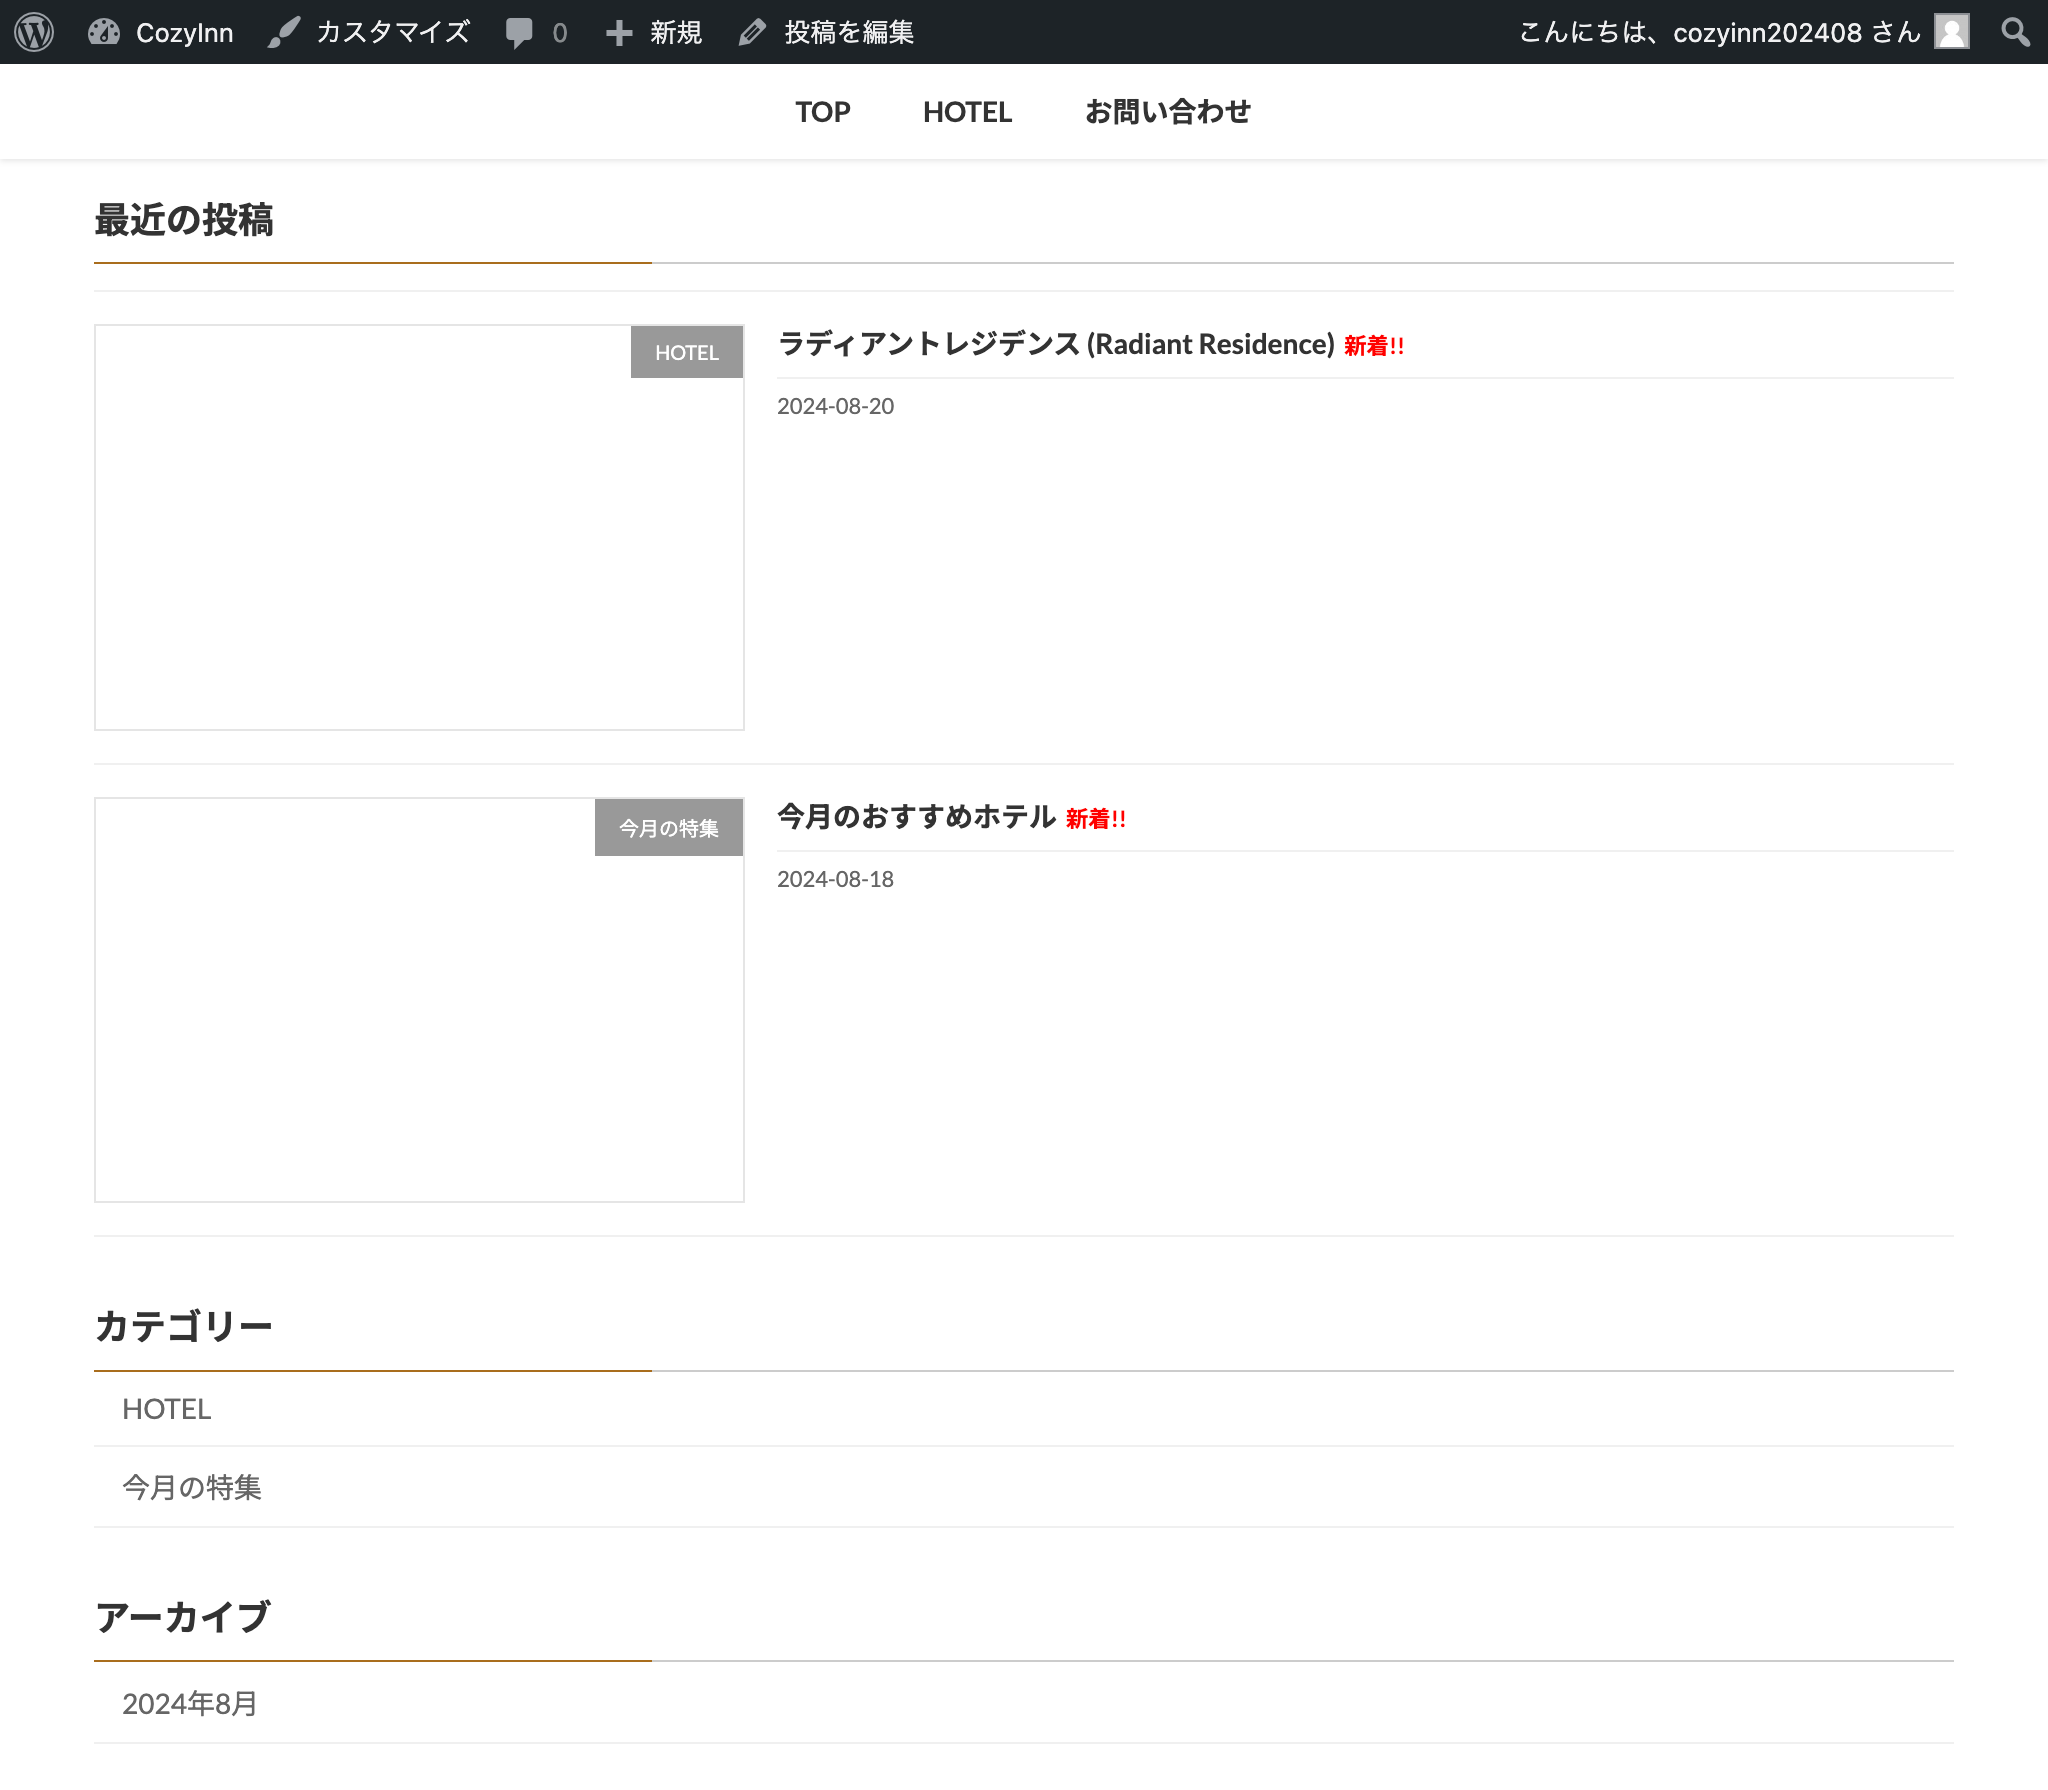 CozyInn カスタマイズ 0 新規 投稿を編集 こんにちは、cozyinn202408 さん
TOP HOTEL お問い合わせ
最近の投稿
HOTEL
ラディアントレジデンス (Radiant Residence) 新着!!
2024-08-20
今月の特集
今月のおすすめホテル 新着!!
2024-08-18
カテゴリー
HOTEL
今月の特集
アーカイブ
2024年8月